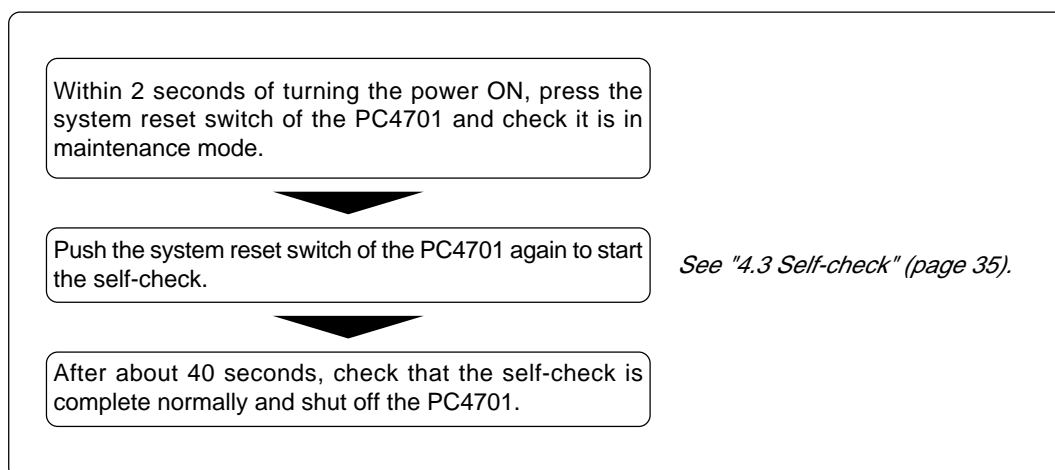 Within 2 seconds of turning the power ON, press the
system reset switch of the PC4701 and check it is in
maintenance mode.
Push the system reset switch of the PC4701 again to start
the self-check.
See "4.3 Self-check" (page 35).
After about 40 seconds, check that the self-check is
complete normally and shut off the PC4701.